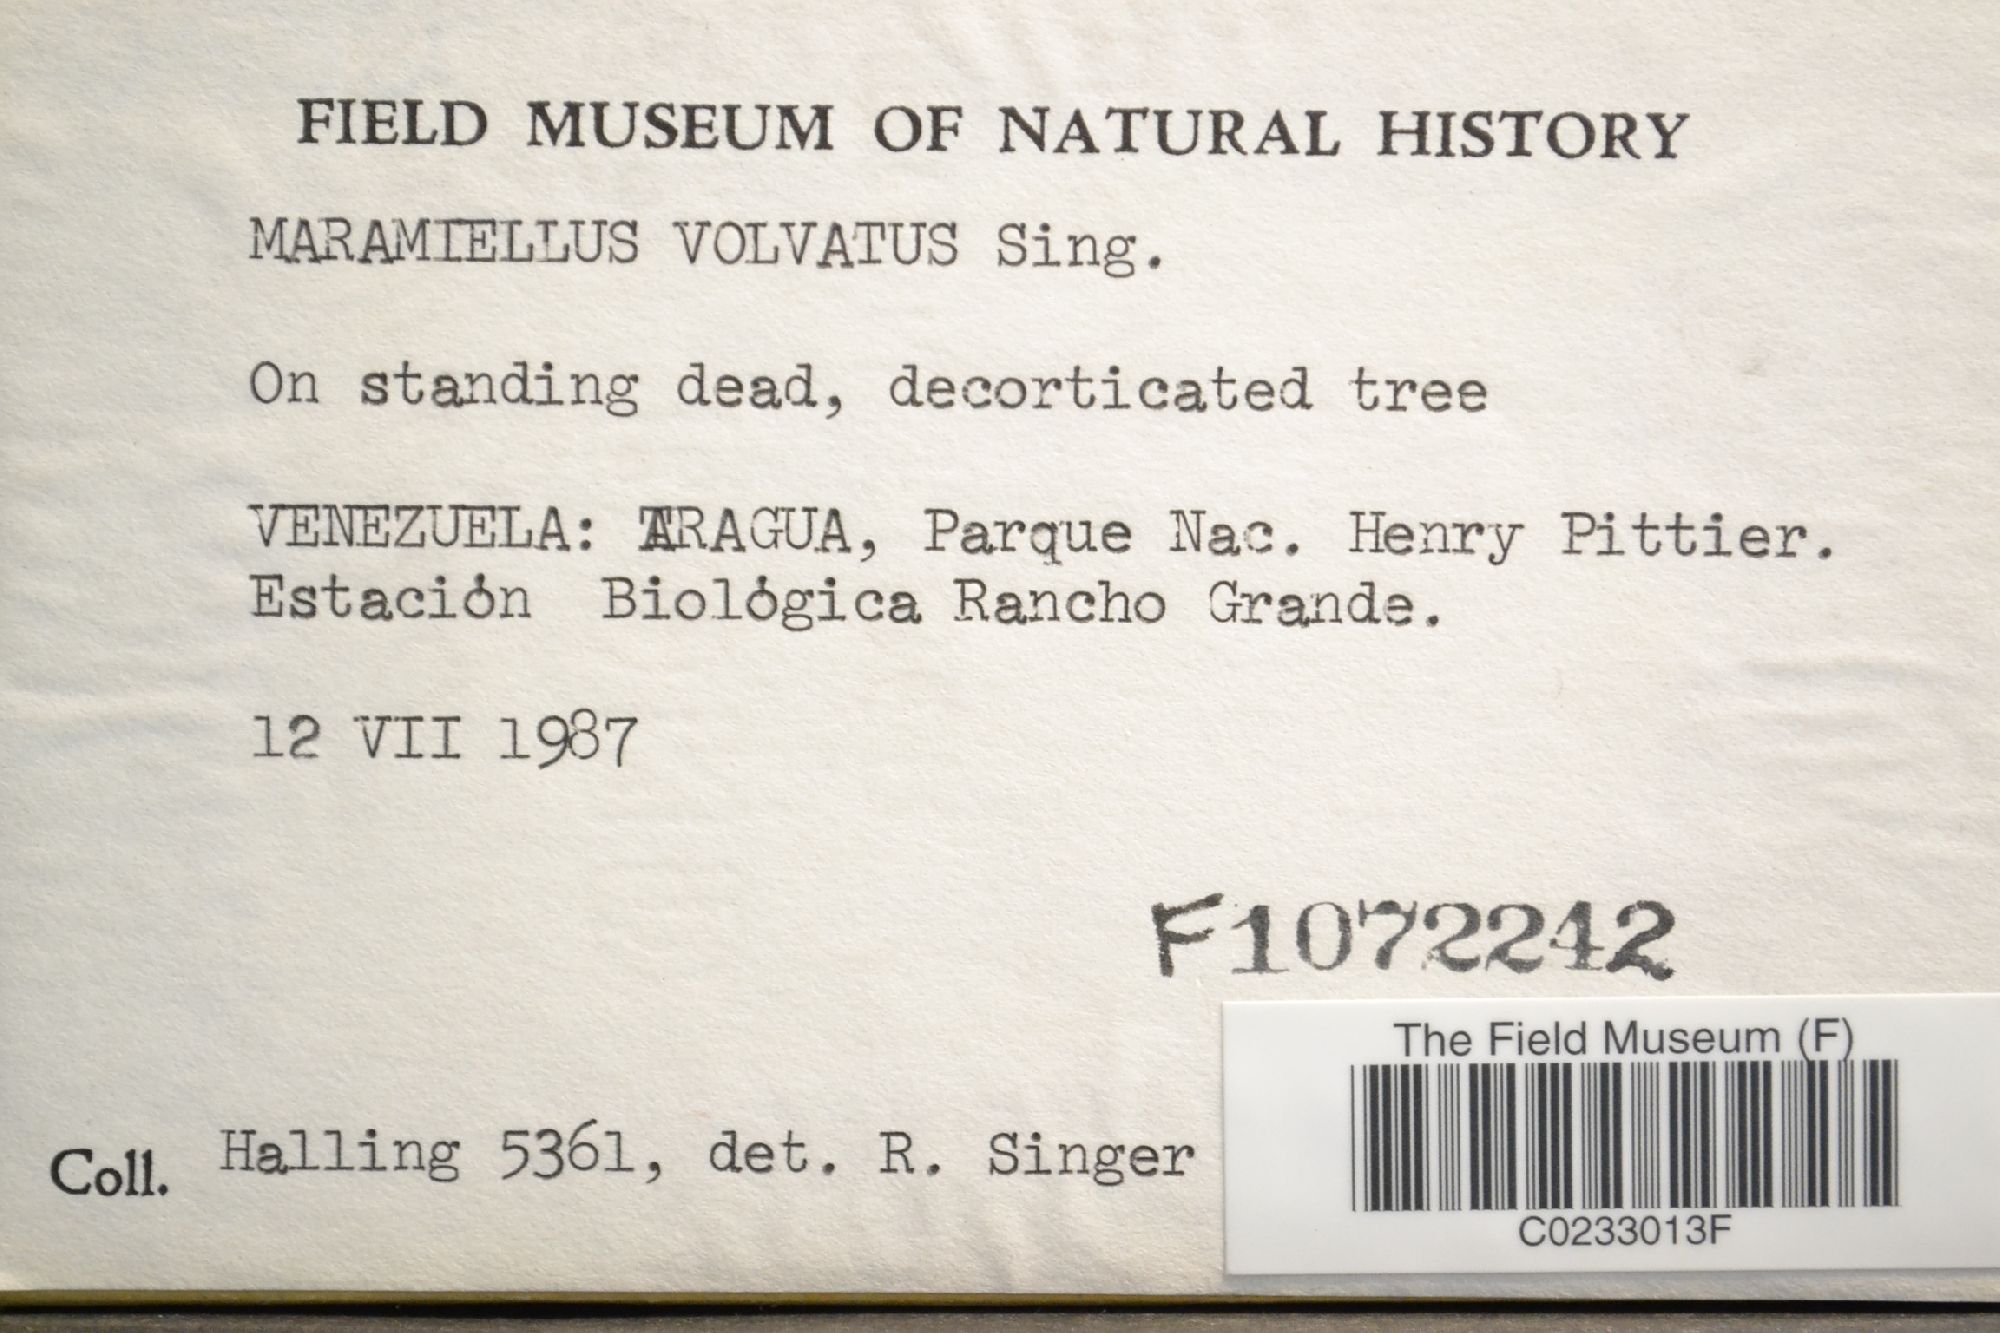 FIELD MUSEUM OF NATURAL HISTORY
MARAMIELLUS VOLVATUS Sing.
On standing dead, decorticated tree
VENEZUELA: ARAGUA, Parque Nac. Henry Pittier.
Estación Biológica Rancho Grande.
12 VII 1987
F1072242
The Field Museum (F)
C0233013F
Coll. Halling 5361, det. R. Singer